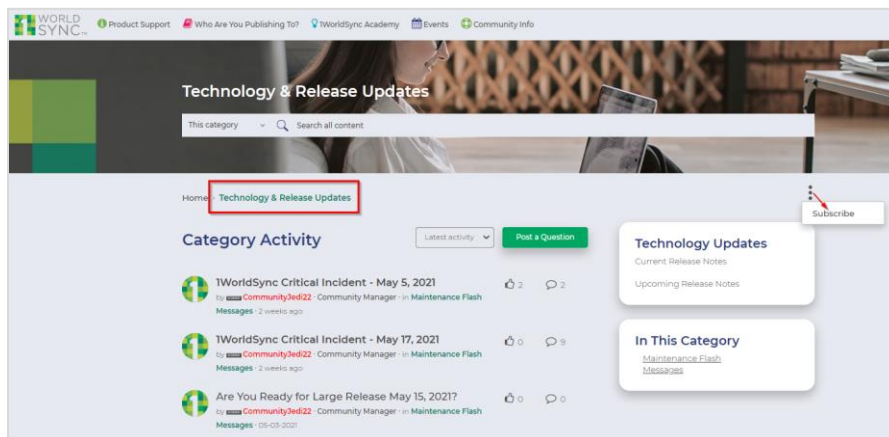 WORLD
SYNC™
Product Support
Who Are You Publishing To?
1WorldSync Academy
Events
Community Info
Technology & Release Updates
This category
Search all content
Home › Technology & Release Updates
Subscribe
Category Activity
Latest activity
Post a Question
1WorldSync Critical Incident - May 5, 2021
by CommunityJedi22 · Community Manager · in Maintenance Flash
Messages · 2 weeks ago
2
2
1WorldSync Critical Incident - May 17, 2021
by CommunityJedi22 · Community Manager · in Maintenance Flash
Messages · 2 weeks ago
0
9
Are You Ready for Large Release May 15, 2021?
by CommunityJedi22 · Community Manager · in Maintenance Flash
Messages · 05-03-2021
0
0
Technology Updates
Current Release Notes
Upcoming Release Notes
In This Category
Maintenance Flash
Messages